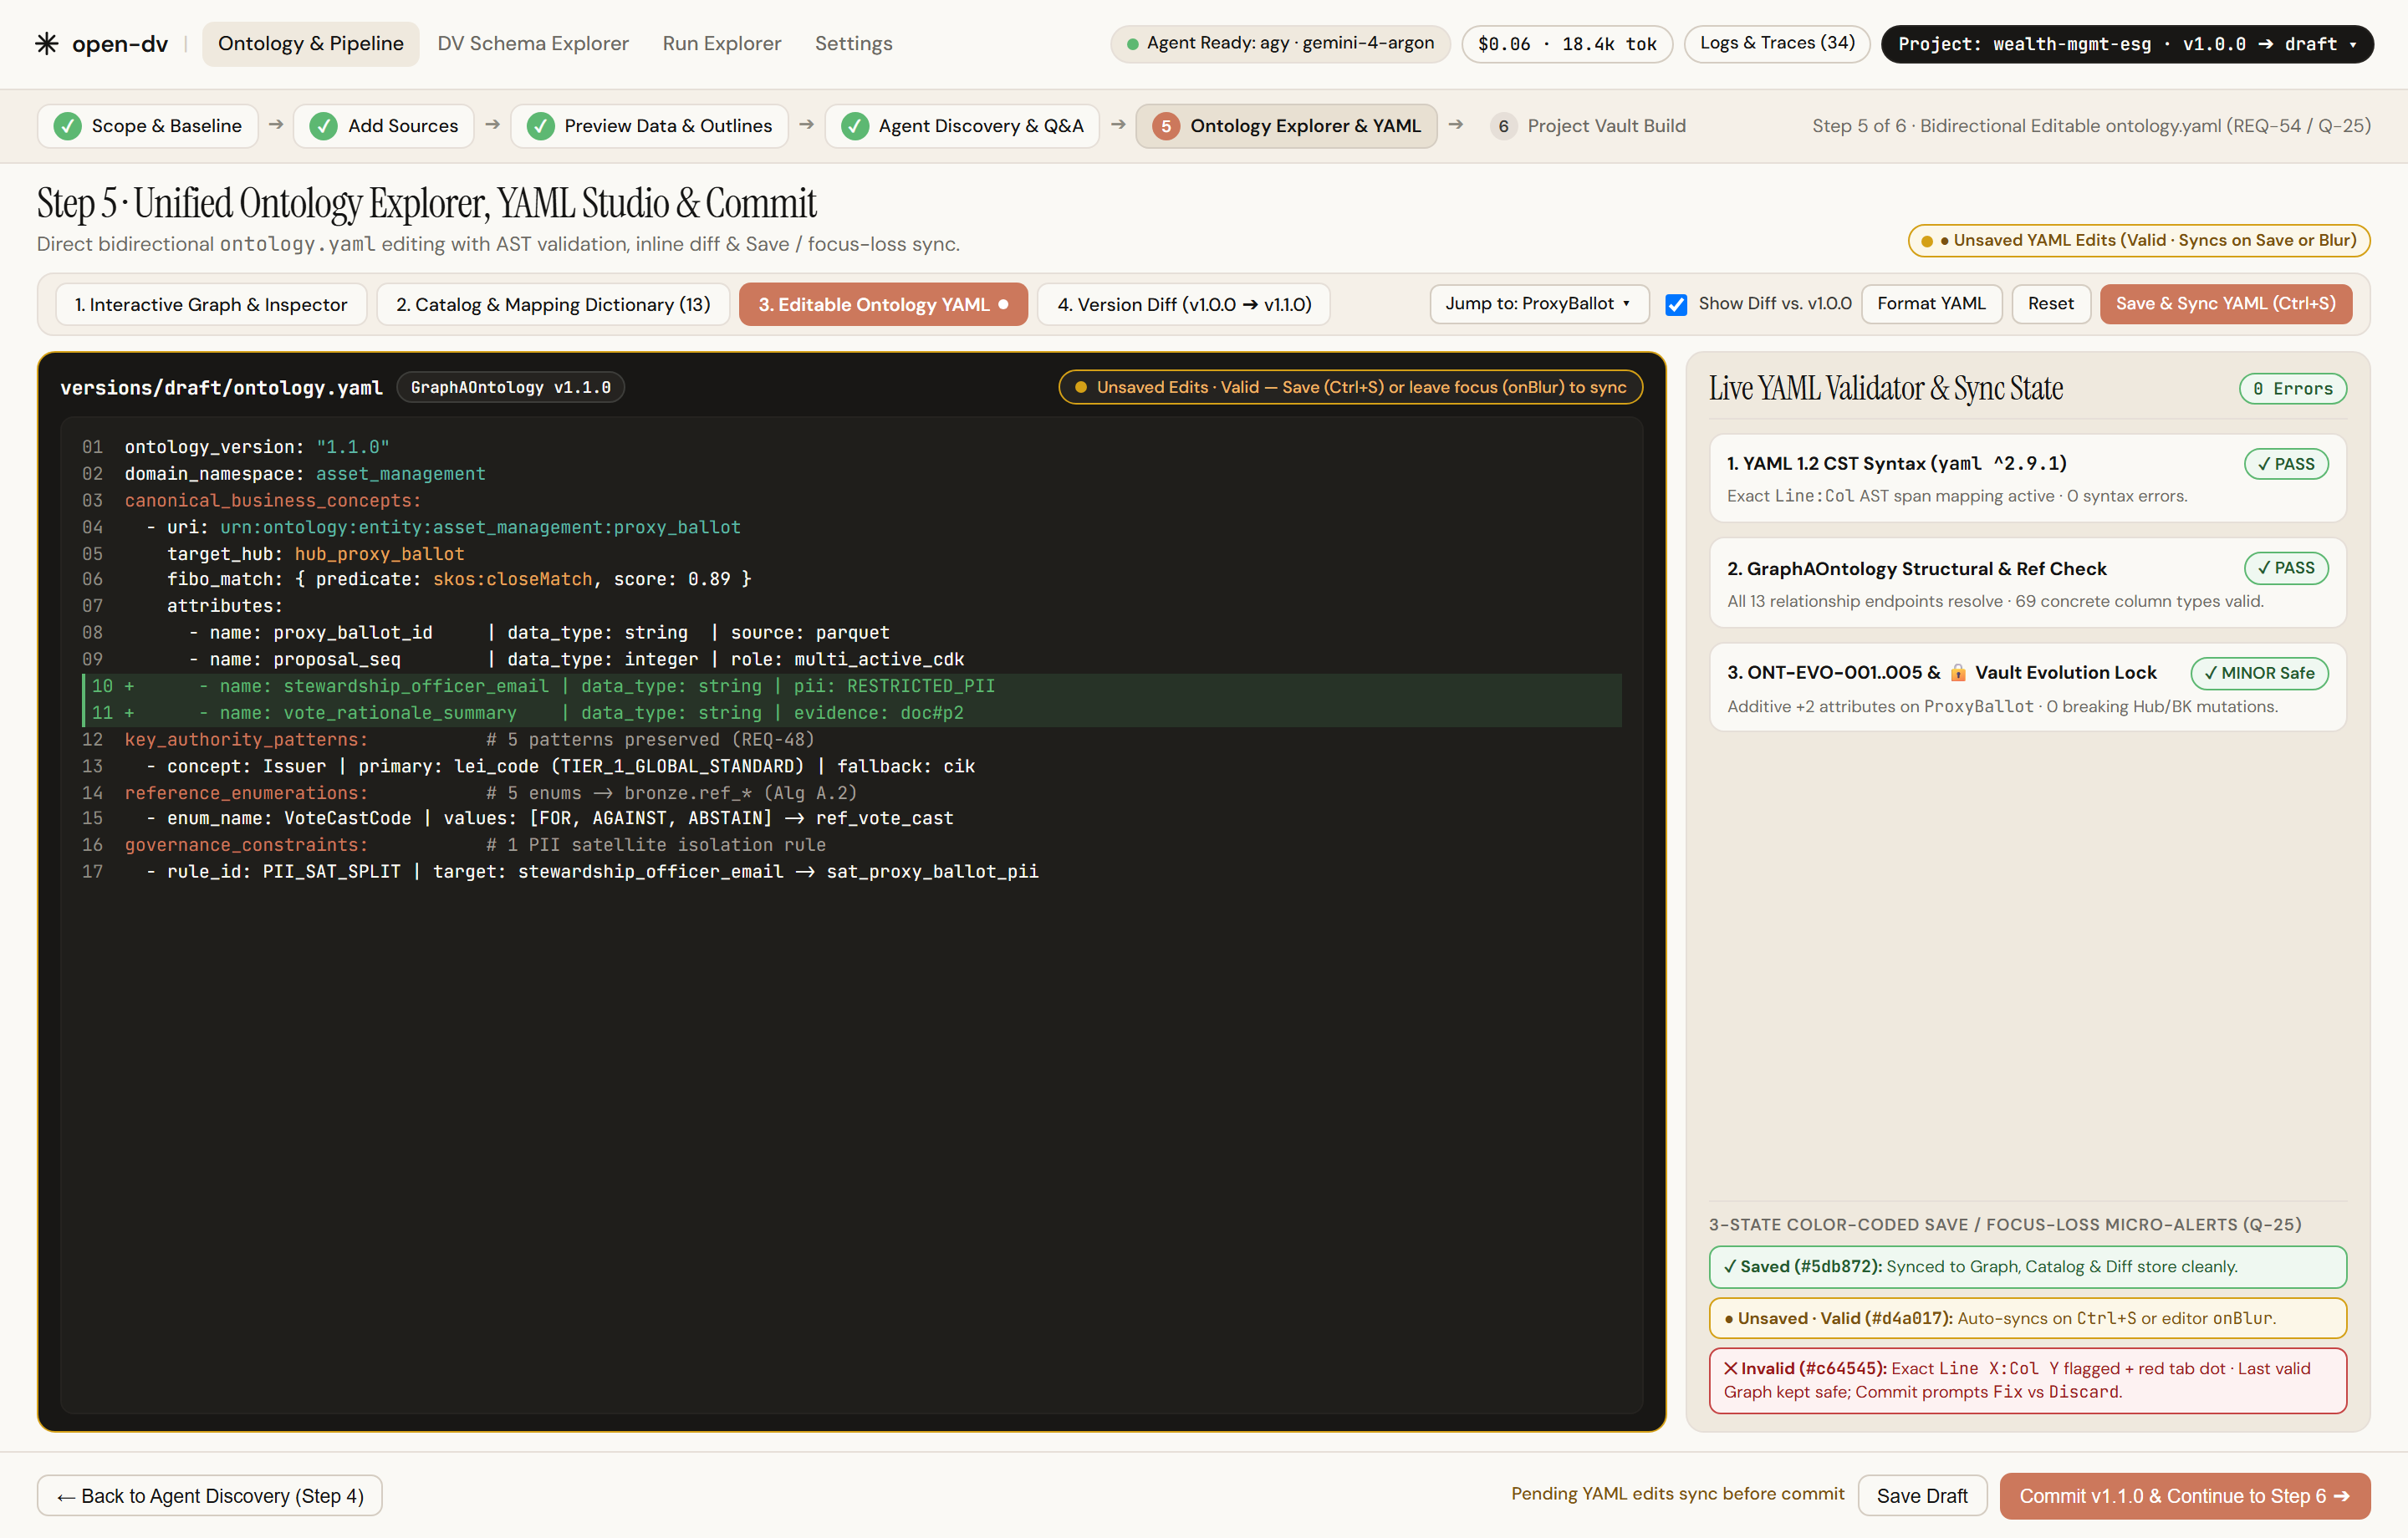 open-dv | Ontology & Pipeline DV Schema Explorer Run Explorer Settings Agent Ready: agy · gemini-4-argon $0.06 · 18.4k tok Logs & Traces (34) Project: wealth-mgmt-esg · v1.0.0 → draft ▾
✓ Scope & Baseline → ✓ Add Sources → ✓ Preview Data & Outlines → ✓ Agent Discovery & Q&A → 5 Ontology Explorer & YAML → 6 Project Vault Build Step 5 of 6 · Bidirectional Editable ontology.yaml (REQ-54 / Q-25)
Step 5 · Unified Ontology Explorer, YAML Studio & Commit
Direct bidirectional ontology.yaml editing with AST validation, inline diff & Save / focus-loss sync.
● Unsaved YAML Edits (Valid · Syncs on Save or Blur)
1. Interactive Graph & Inspector 2. Catalog & Mapping Dictionary (13) 3. Editable Ontology YAML ● 4. Version Diff (v1.0.0 → v1.1.0) Jump to: ProxyBallot ▾ Show Diff vs. v1.0.0 Format YAML Reset Save & Sync YAML (Ctrl+S)
versions/draft/ontology.yaml GraphAOntology v1.1.0 Unsaved Edits · Valid — Save (Ctrl+S) or leave focus (onBlur) to sync
01 ontology_version: "1.1.0"
02 domain_namespace: asset_management
03 canonical_business_concepts:
04   - uri: urn:ontology:entity:asset_management:proxy_ballot
05     target_hub: hub_proxy_ballot
06     fibo_match: { predicate: skos:closeMatch, score: 0.89 }
07     attributes:
08       - name: proxy_ballot_id     | data_type: string  | source: parquet
09       - name: proposal_seq        | data_type: integer | role: multi_active_cdk
10 +      - name: stewardship_officer_email | data_type: string | pii: RESTRICTED_PII
11 +      - name: vote_rationale_summary    | data_type: string | evidence: doc#p2
12 key_authority_patterns:           # 5 patterns preserved (REQ-48)
13   - concept: Issuer | primary: lei_code (TIER_1_GLOBAL_STANDARD) | fallback: cik
14 reference_enumerations:           # 5 enums → bronze.ref_* (Alg A.2)
15   - enum_name: VoteCastCode | values: [FOR, AGAINST, ABSTAIN] → ref_vote_cast
16 governance_constraints:           # 1 PII satellite isolation rule
17   - rule_id: PII_SAT_SPLIT | target: stewardship_officer_email → sat_proxy_ballot_pii
Live YAML Validator & Sync State 0 Errors
1. YAML 1.2 CST Syntax (yaml ^2.9.1) ✓ PASS
Exact Line:Col AST span mapping active · 0 syntax errors.
2. GraphAOntology Structural & Ref Check ✓ PASS
All 13 relationship endpoints resolve · 69 concrete column types valid.
3. ONT-EVO-001..005 & 🔒 Vault Evolution Lock ✓ MINOR Safe
Additive +2 attributes on ProxyBallot · 0 breaking Hub/BK mutations.
3-STATE COLOR-CODED SAVE / FOCUS-LOSS MICRO-ALERTS (Q-25)
✓ Saved (#5db872): Synced to Graph, Catalog & Diff store cleanly.
● Unsaved · Valid (#d4a017): Auto-syncs on Ctrl+S or editor onBlur.
✕ Invalid (#c64545): Exact Line X:Col Y flagged + red tab dot · Last valid
Graph kept safe; Commit prompts Fix vs Discard.
← Back to Agent Discovery (Step 4) Pending YAML edits sync before commit Save Draft Commit v1.1.0 & Continue to Step 6 →